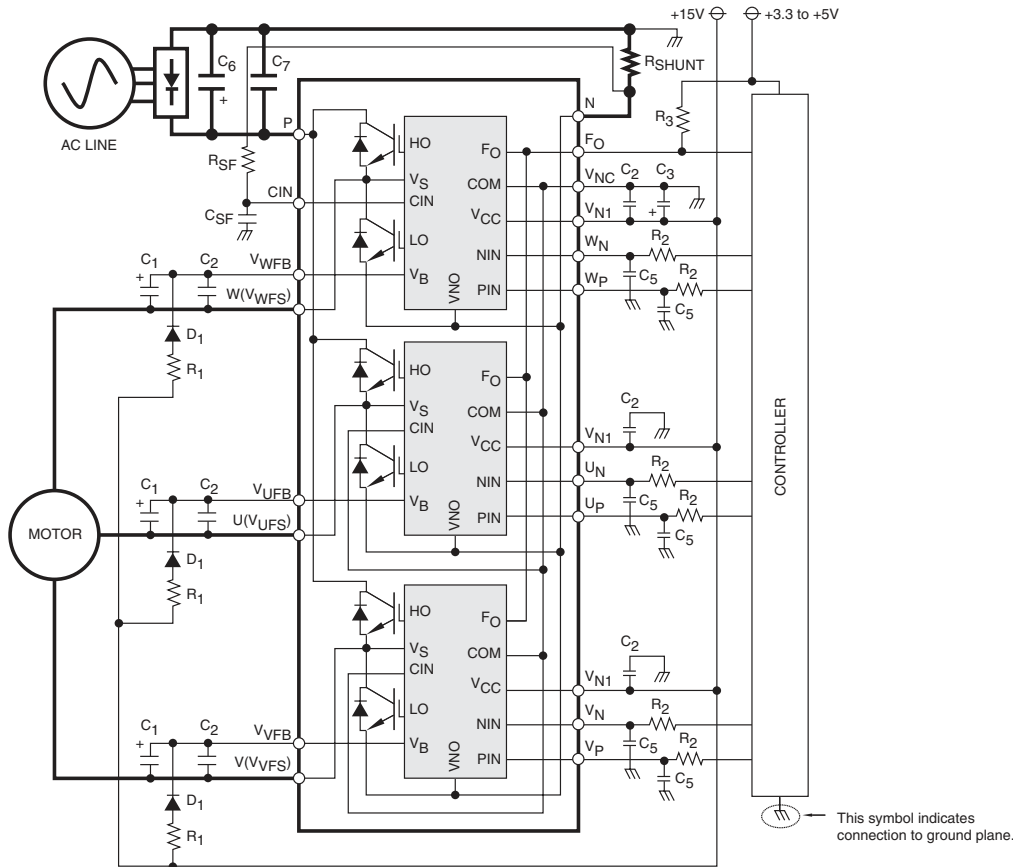 +15V
+3.3 to +5V
AC LINE
C6
+
C7
RSHUNT
N
P
RSF
CIN
CSF
HO
VS
CIN
LO
VB
VNO
FO
COM
VCC
NIN
PIN
FO
R3
VNC
C2
C3
+
VN1
WN
R2
C5
WP
R2
C5
C1
+
C2
VWFB
W(VWFS)
D1
R1
HO
VS
CIN
LO
VB
VNO
FO
COM
VCC
NIN
PIN
C2
VN1
UN
R2
C5
UP
R2
C5
CONTROLLER
C1
+
C2
VUFB
U(VUFS)
MOTOR
D1
R1
HO
VS
CIN
LO
VB
VNO
FO
COM
VCC
NIN
PIN
C2
VN1
VN
R2
C5
VP
R2
C5
C1
+
C2
VVFB
V(VVFS)
D1
R1
This symbol indicates
connection to ground plane.